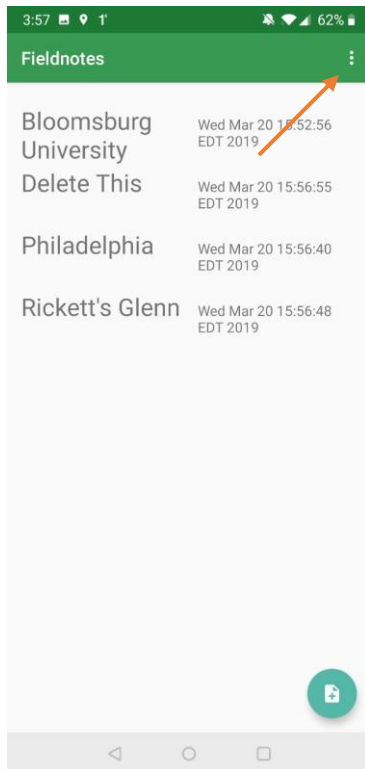 3:57 1° 62%
Fieldnotes
Bloomsburg Wed Mar 20 15:52:56
University EDT 2019
Delete This Wed Mar 20 15:56:55
EDT 2019
Philadelphia Wed Mar 20 15:56:40
EDT 2019
Rickett's Glenn Wed Mar 20 15:56:48
EDT 2019